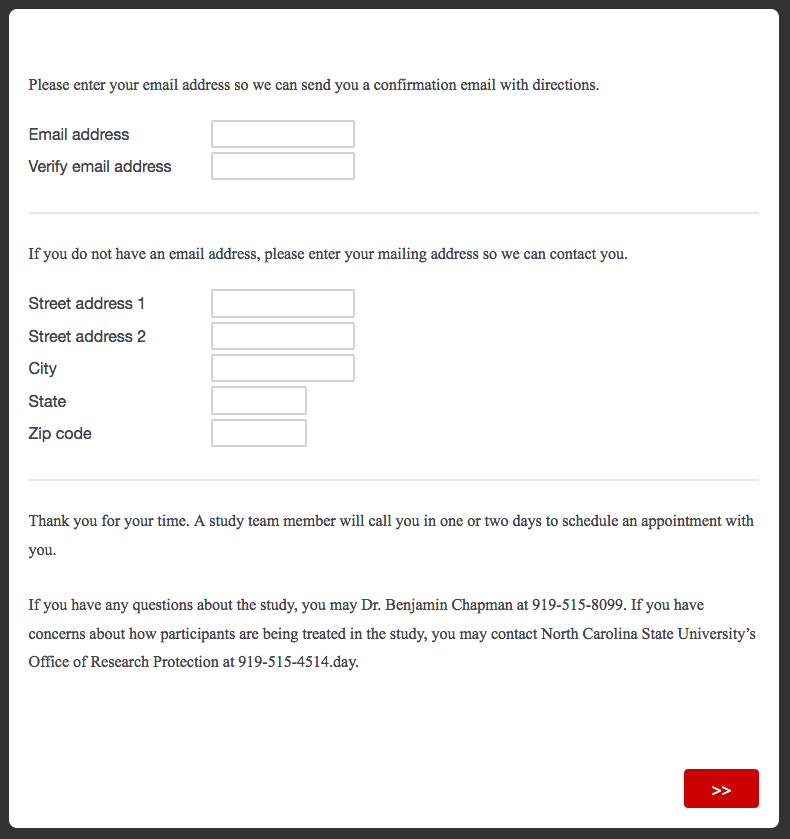 Please enter your email address so we can send you a confirmation email with directions.
Email address
Verify email address
If you do not have an email address, please enter your mailing address so we can contact you.
Street address 1
Street address 2
City
State
Zip code
Thank you for your time. A study team member will call you in one or two days to schedule an appointment with
you.
If you have any questions about the study, you may Dr. Benjamin Chapman at 919-515-8099. If you have
concerns about how participants are being treated in the study, you may contact North Carolina State University’s
Office of Research Protection at 919-515-4514.day.
>>